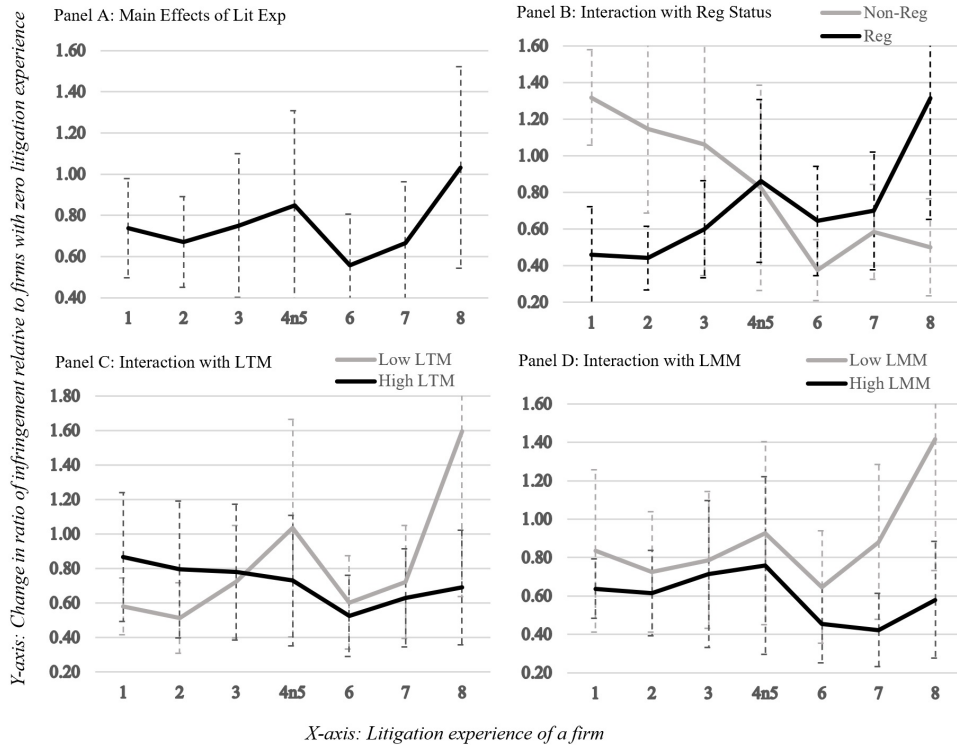 Y-axis: Change in ratio of infringement relative to firms with zero litigation experience
Panel A: Main Effects of Lit Exp
1.60
1.40
1.20
1.00
0.80
0.60
0.40
1 2 3 4n5 6 7 8
Panel B: Interaction with Reg Status
Non-Reg
Reg
1.60
1.40
1.20
1.00
0.80
0.60
0.40
0.20
1 2 3 4n5 6 7 8
Panel C: Interaction with LTM
Low LTM
High LTM
1.80
1.60
1.40
1.20
1.00
0.80
0.60
0.40
0.20
1 2 3 4n5 6 7 8
Panel D: Interaction with LMM
Low LMM
High LMM
1.60
1.40
1.20
1.00
0.80
0.60
0.40
0.20
1 2 3 4n5 6 7 8
X-axis: Litigation experience of a firm